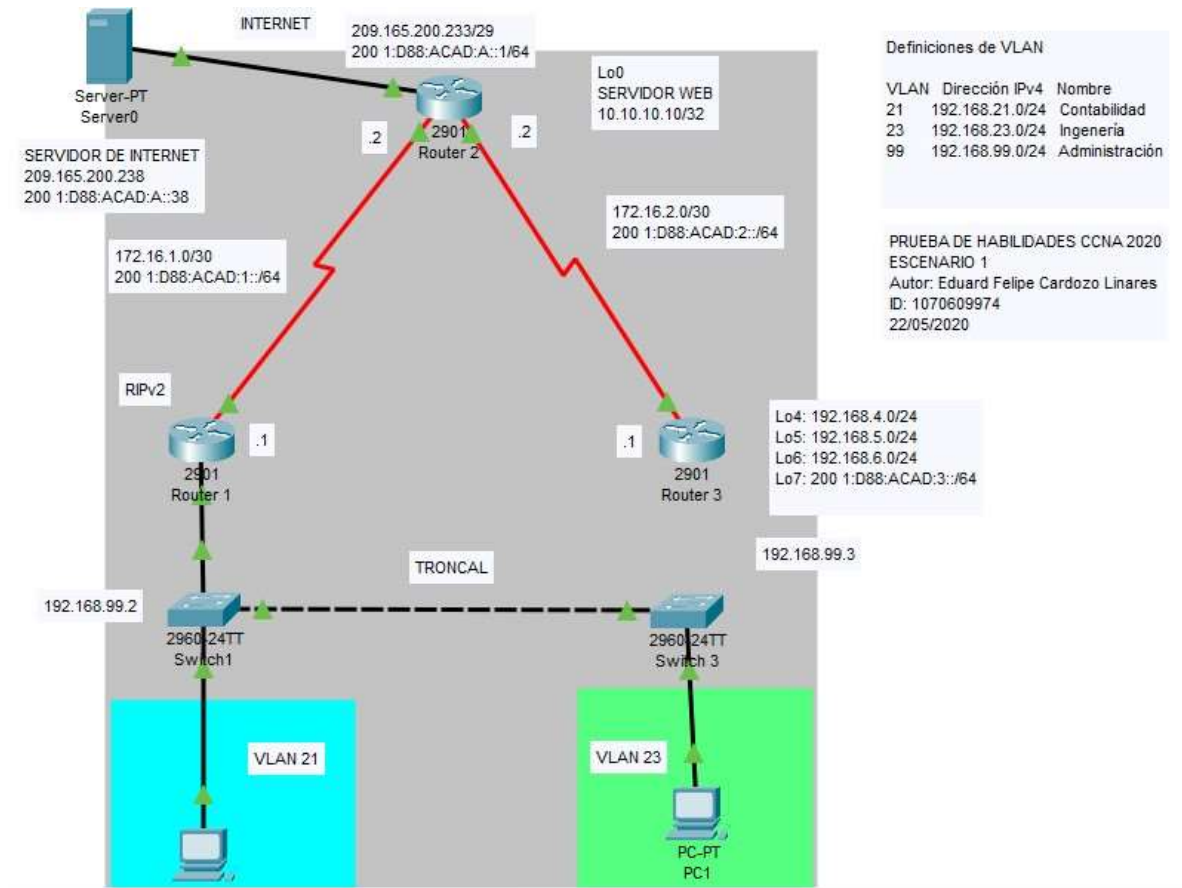 INTERNET
209.165.200.233/29
200 1:D88:ACAD:A::1/64
Server-PT
Server0
Lo0
SERVIDOR WEB
10.10.10.10/32
.2
2901
Router 2
.2
SERVIDOR DE INTERNET
209.165.200.238
200 1:D88:ACAD:A::38
172.16.1.0/30
200 1:D88:ACAD:1::/64
172.16.2.0/30
200 1:D88:ACAD:2::/64
Definiciones de VLAN
VLAN Dirección IPv4 Nombre
21 192.168.21.0/24 Contabilidad
23 192.168.23.0/24 Ingenería
99 192.168.99.0/24 Administración
PRUEBA DE HABILIDADES CCNA 2020
ESCENARIO 1
Autor: Eduard Felipe Cardozo Linares
ID: 1070609974
22/05/2020
RIPv2
.1
2901
Router 1
.1
2901
Router 3
Lo4: 192.168.4.0/24
Lo5: 192.168.5.0/24
Lo6: 192.168.6.0/24
Lo7: 200 1:D88:ACAD:3::/64
TRONCAL
192.168.99.3
192.168.99.2
2960-24TT
Switch1
2960-24TT
Switch 3
VLAN 21
VLAN 23
PC-PT
PC1